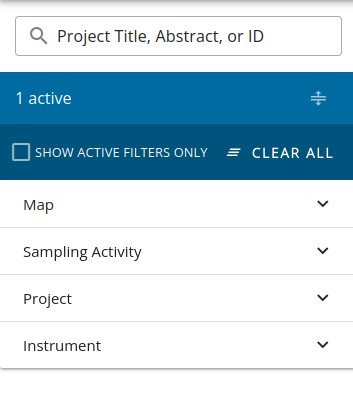 Project Title, Abstract, or ID
1 active
SHOW ACTIVE FILTERS ONLY CLEAR ALL
Map
Sampling Activity
Project
Instrument